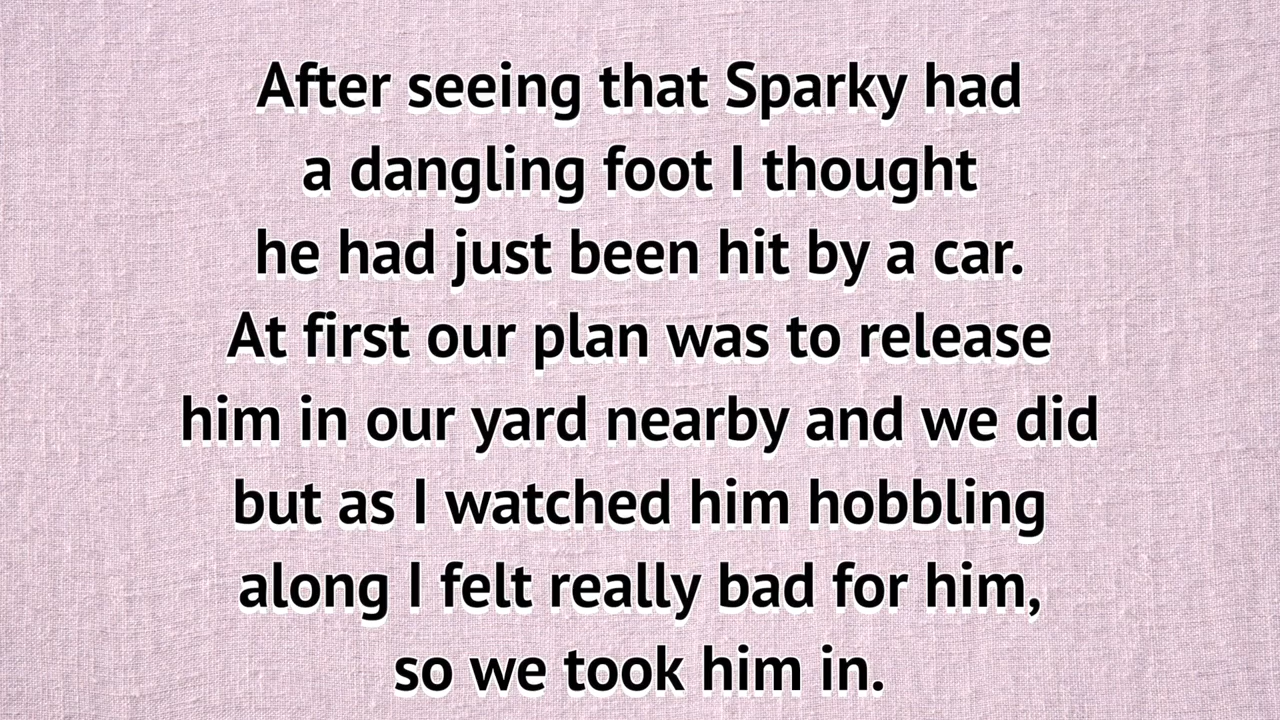 After seeing that Sparky had
a dangling foot I thought
he had just been hit by a car.
At first our plan was to release
him in our yard nearby and we did
but as I watched him hobbling
along I felt really bad for him,
so we took him in.